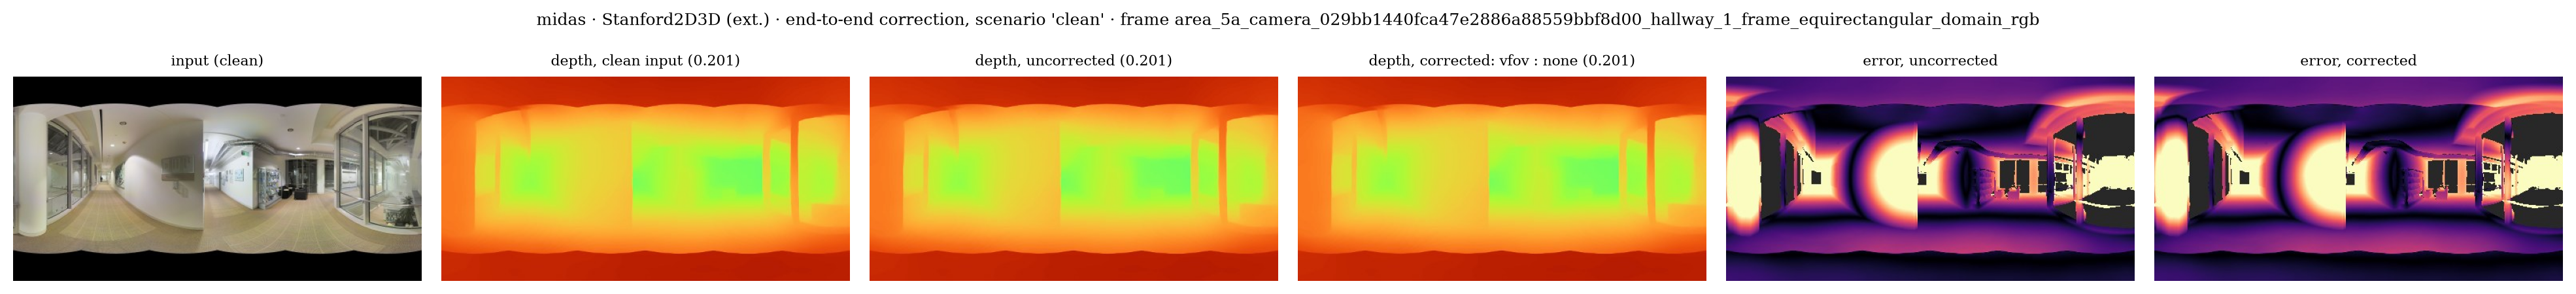 midas · Stanford2D3D (ext.) · end-to-end correction, scenario 'clean' · frame area_5a_camera_029bb1440fca47e2886a88559bbf8d00_hallway_1_frame_equirectangular_domain_rgb
input (clean)
depth, clean input (0.201)
depth, uncorrected (0.201)
depth, corrected: vfov : none (0.201)
error, uncorrected
error, corrected